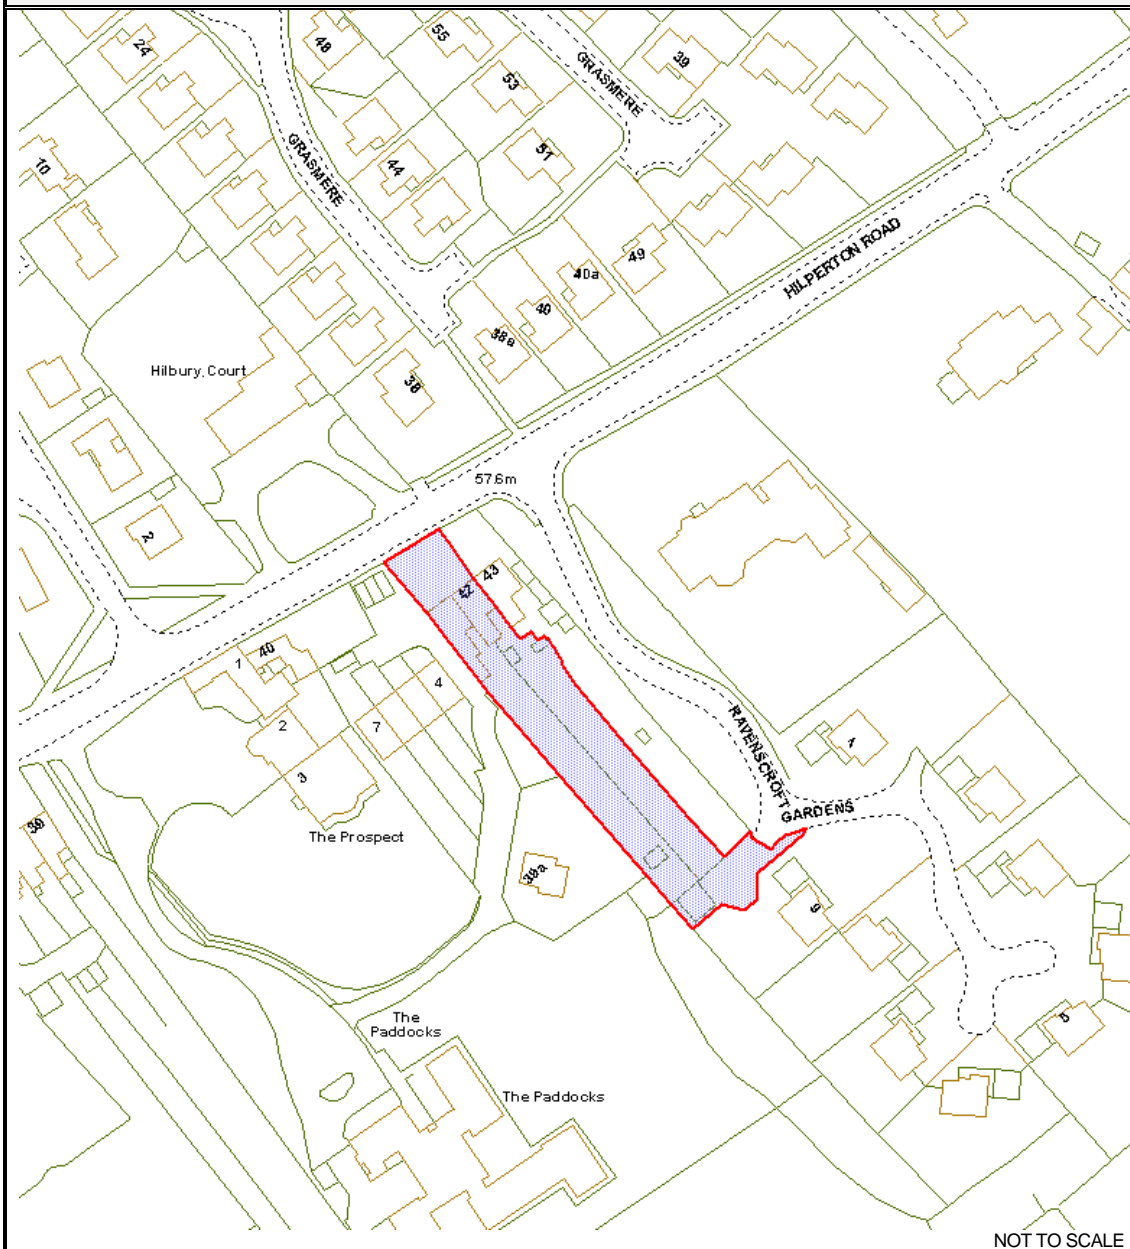 55
48
24
GRASMERE
39
53
GRASMERE
51
10
44
HILPERTON ROAD
49
40a
40
38a
Hilbury Court
38
57.6m
2
43
42
40
1
4
2
7
RAVENSCROFT
1
3
GARDENS
39
The Prospect
39a
9
The
Paddocks
5
The Paddocks
NOT TO SCALE